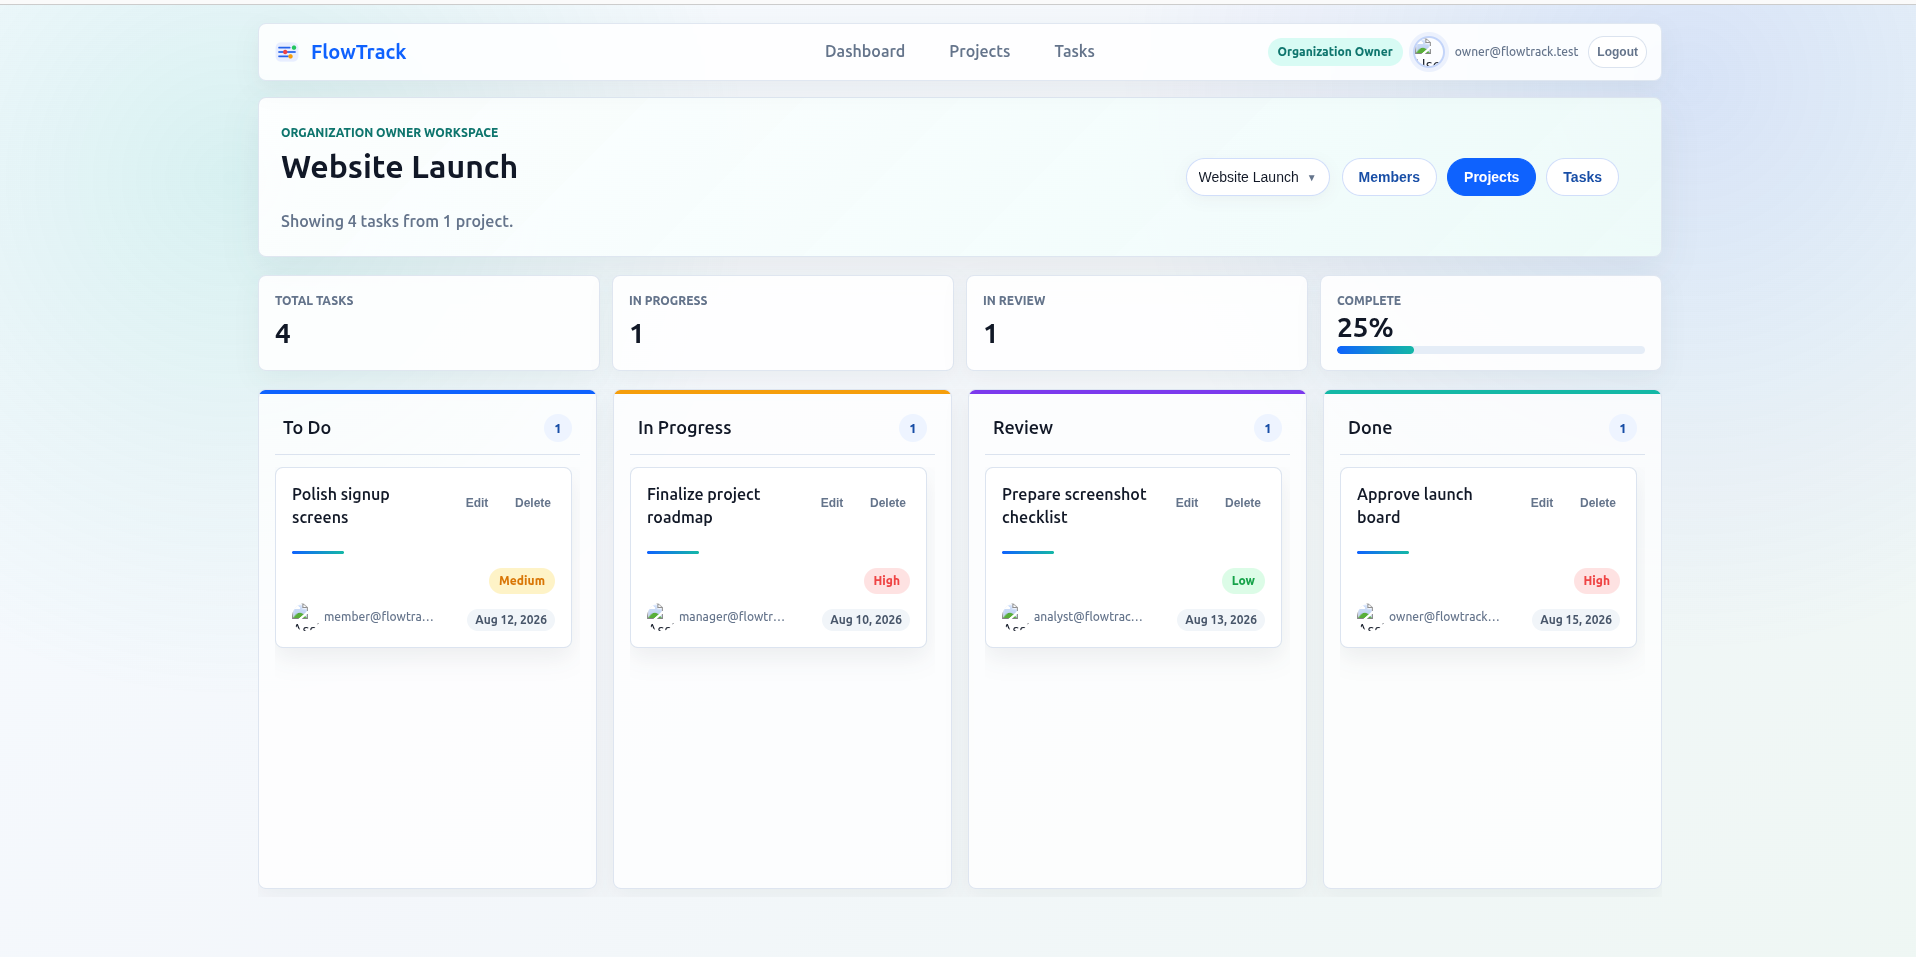 FlowTrack
Dashboard Projects Tasks
Organization Owner
owner@flowtrack.test
Logout
ORGANIZATION OWNER WORKSPACE
Website Launch
Showing 4 tasks from 1 project.
Website Launch ▼
Members
Projects
Tasks
TOTAL TASKS
4
IN PROGRESS
1
IN REVIEW
1
COMPLETE
25%
To Do
1
Polish signup
screens
Edit Delete
Medium
member@flowtra...
Aug 12, 2026
In Progress
1
Finalize project
roadmap
Edit Delete
High
manager@flowtr...
Aug 10, 2026
Review
1
Prepare screenshot
checklist
Edit Delete
Low
analyst@flowtrac...
Aug 13, 2026
Done
1
Approve launch
board
Edit Delete
High
owner@flowtrack...
Aug 15, 2026